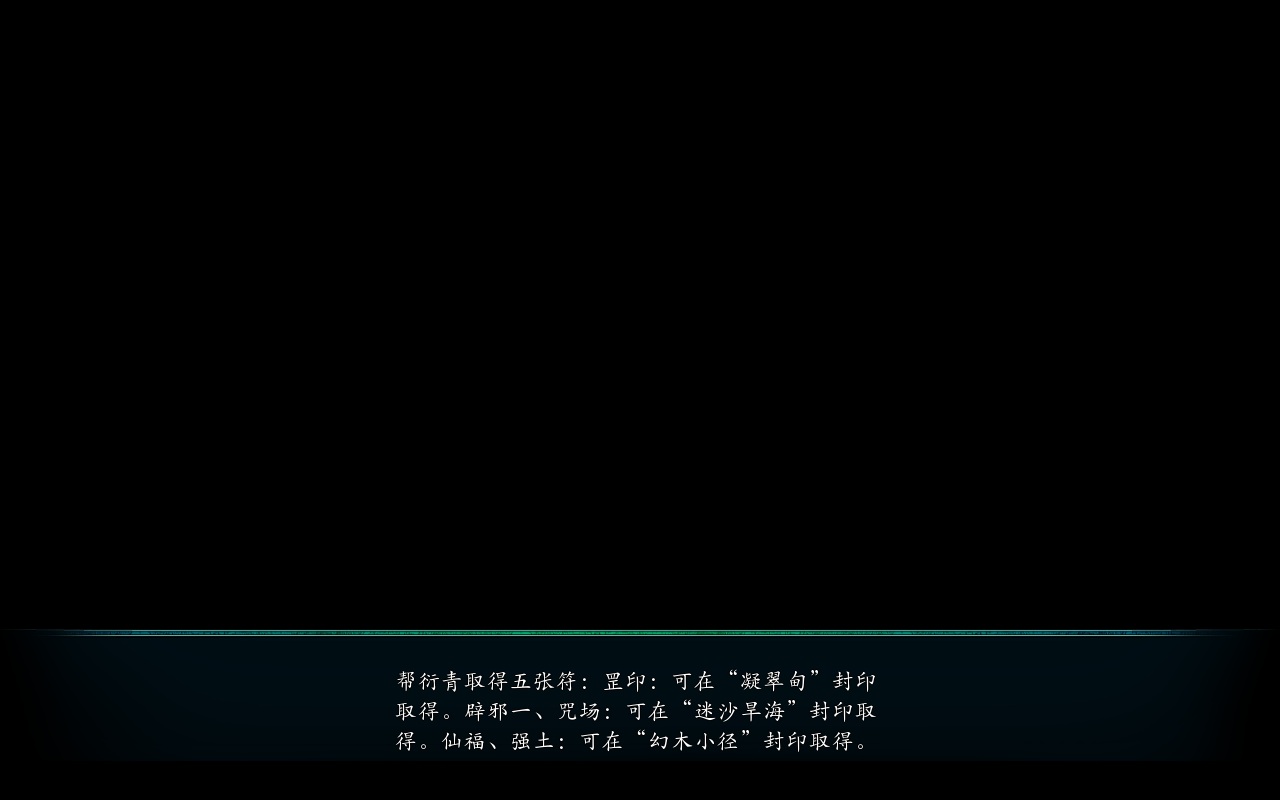 帮衍青取得五张符：罡印：可在“凝翠甸”封印
取得。辟邪一、咒场：可在“迷沙旱海”封印取
得。仙福、强土：可在“幻木小径”封印取得。